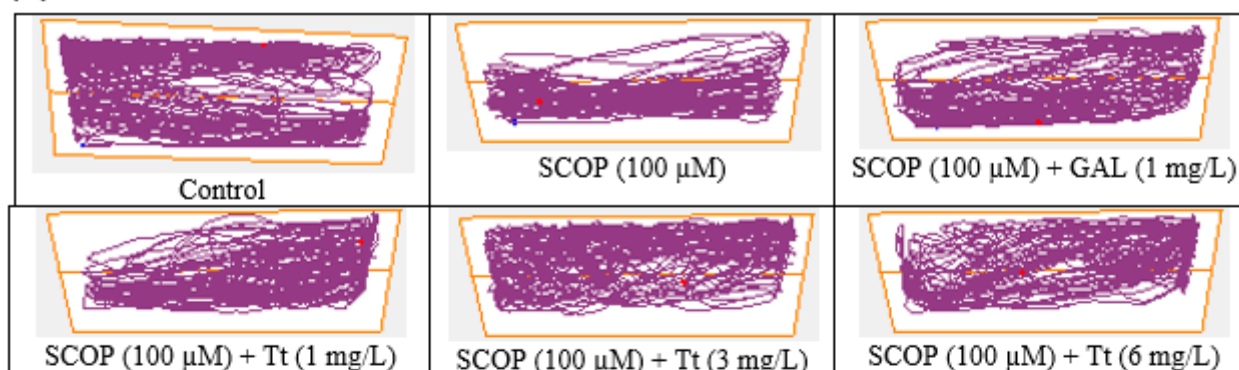 Control
SCOP (100 µM)
SCOP (100 µM) + GAL (1 mg/L)
SCOP (100 µM) + Tt (1 mg/L)
SCOP (100 µM) + Tt (3 mg/L)
SCOP (100 µM) + Tt (6 mg/L)